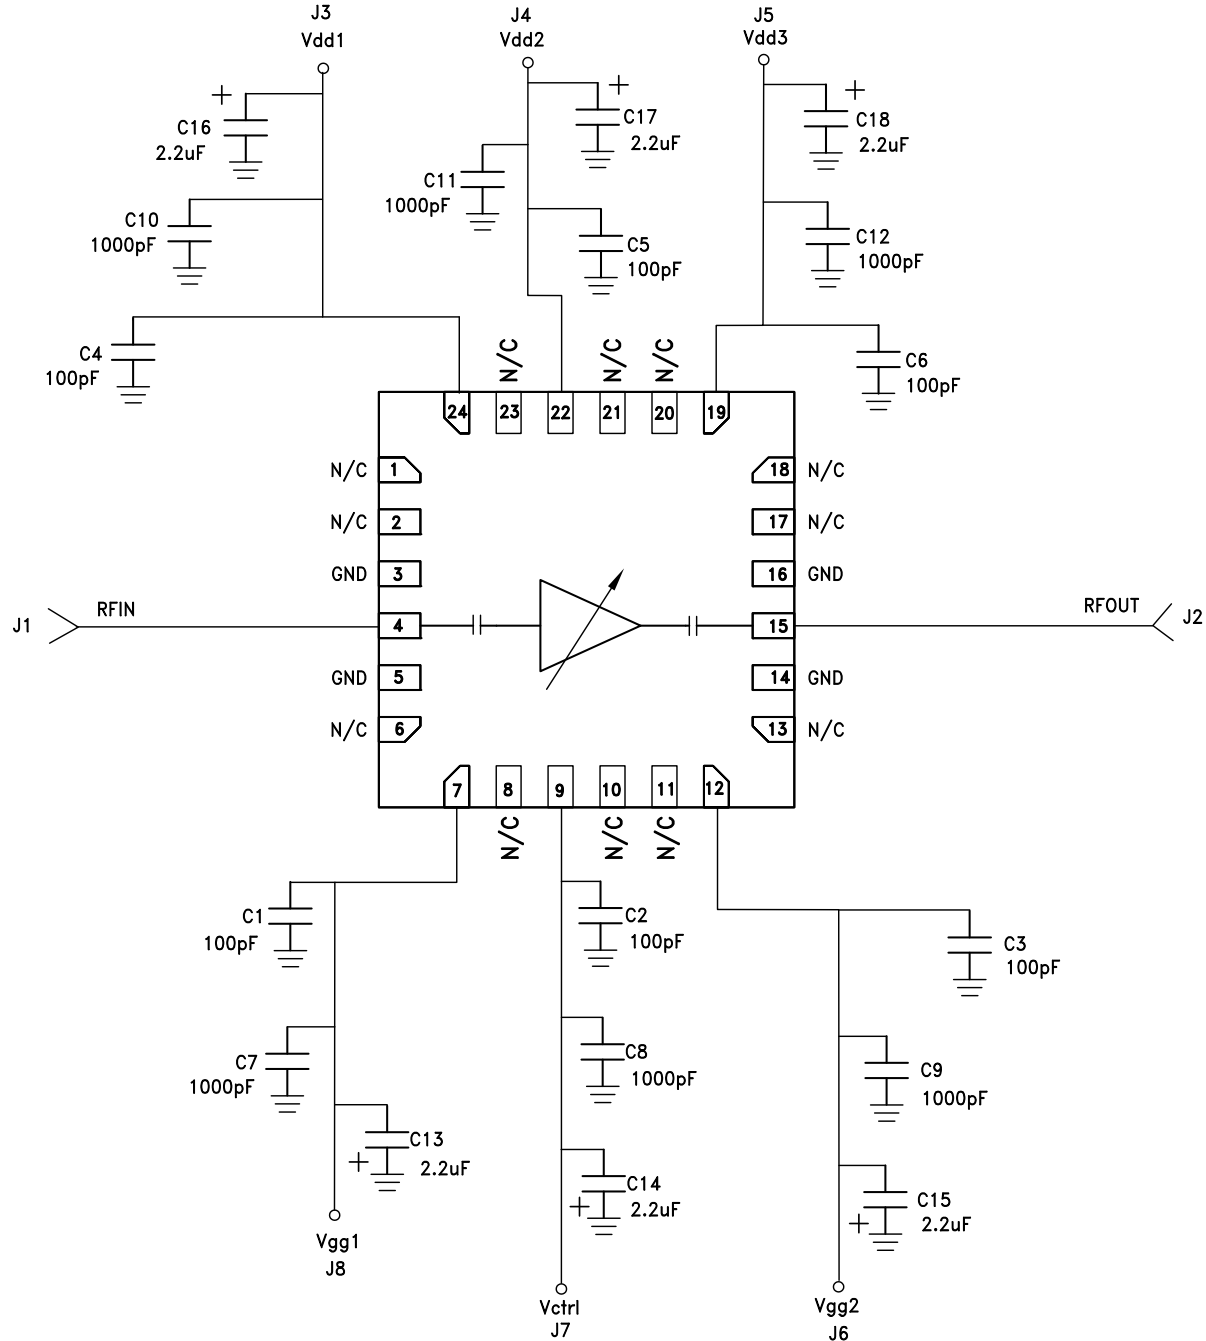 J3
Vdd1
J4
Vdd2
J5
Vdd3
+
C16
2.2uF
+
C17
2.2uF
+
C18
2.2uF
C10
1000pF
C11
1000pF
C5
100pF
C12
1000pF
C4
100pF
C6
100pF
N/C
N/C
N/C
24
23
22
21
20
19
N/C
1
18
N/C
N/C
2
17
N/C
GND
3
16
GND
J1
RFIN
4
15
RFOUT
J2
GND
5
14
GND
N/C
6
13
N/C
7
8
9
10
11
12
N/C
N/C
N/C
C1
100pF
C2
100pF
C3
100pF
C7
1000pF
C8
1000pF
C9
1000pF
C13
+
2.2uF
C14
+
2.2uF
C15
+
2.2uF
Vgg1
J8
Vctrl
J7
Vgg2
J6